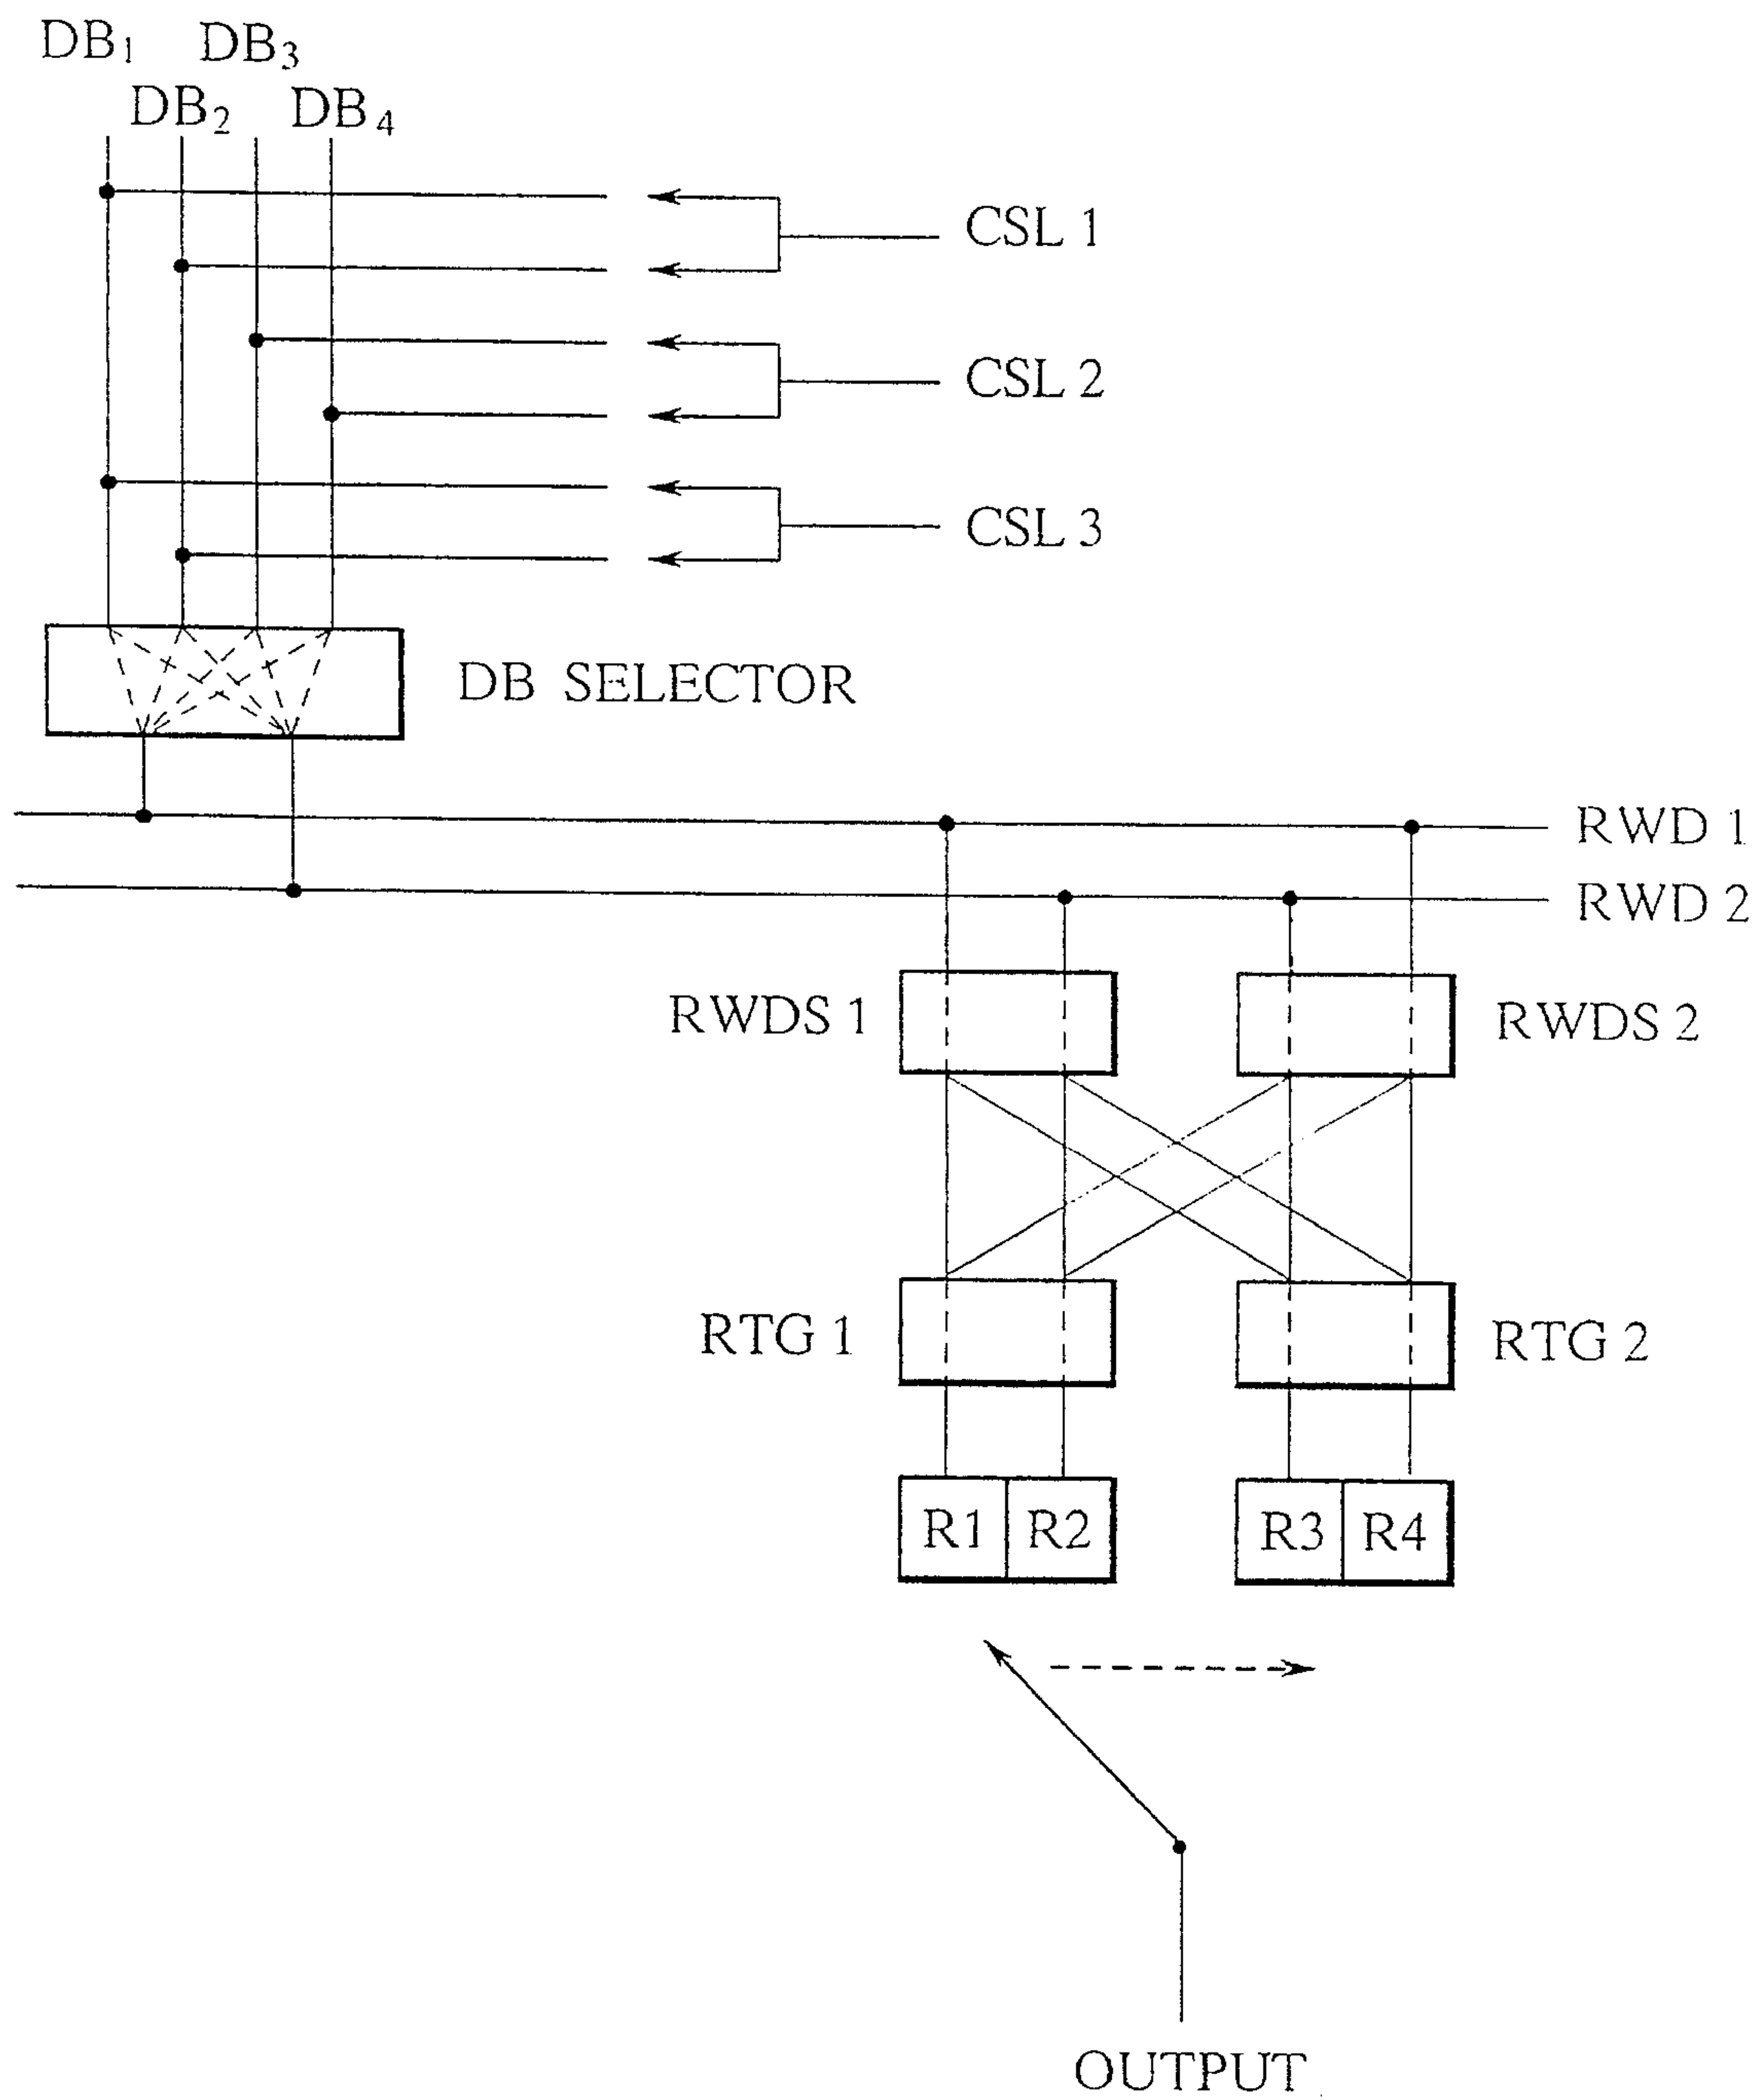 DB₁ DB₃
DB₂ DB₄
CSL 1
CSL 2
CSL 3
DB SELECTOR
RWD 1
RWD 2
RWDS 1 RWDS 2
RTG 1 RTG 2
R1 R2 R3 R4
OUTPUT